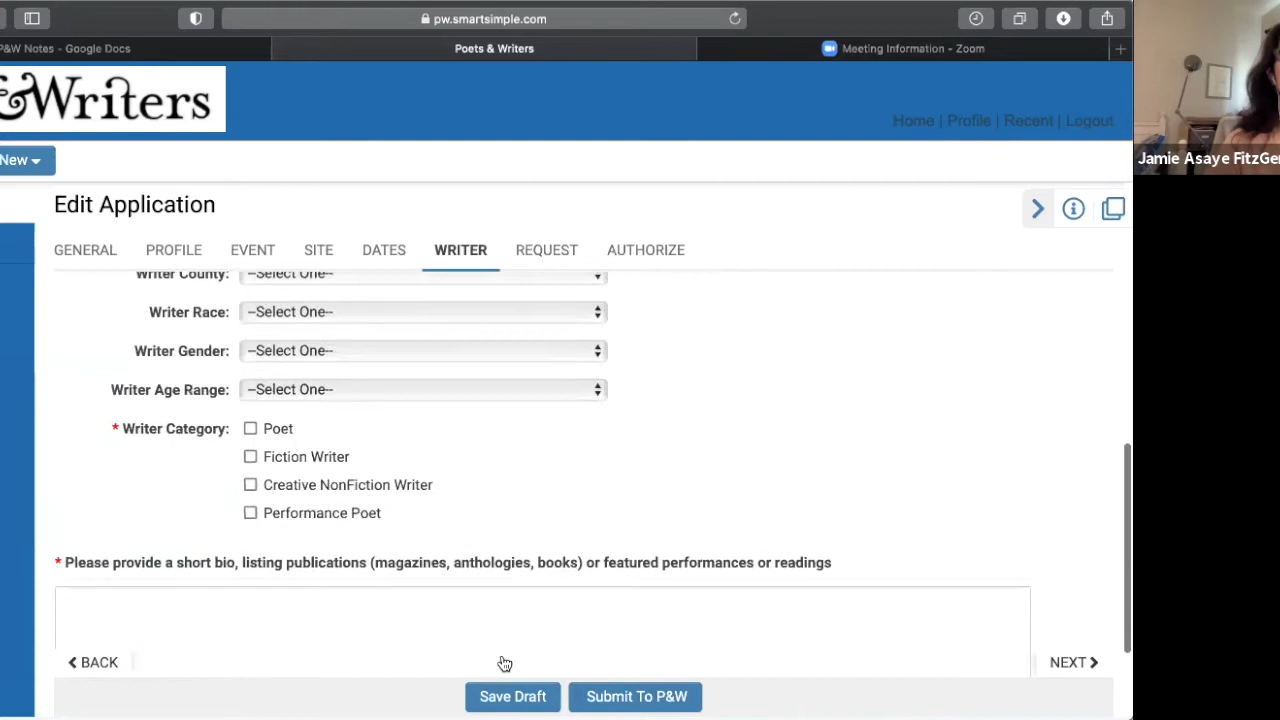 pw.smartsimple.com
P&W Notes - Google Docs
Poets & Writers
Meeting Information - Zoom
&Writers
Home | Profile | Recent | Logout
Jamie Asaye FitzGe
New
Edit Application
GENERAL PROFILE EVENT SITE DATES WRITER REQUEST AUTHORIZE
Writer County: --Select One--
Writer Race: --Select One--
Writer Gender: --Select One--
Writer Age Range: --Select One--
* Writer Category: Poet
Fiction Writer
Creative NonFiction Writer
Performance Poet
* Please provide a short bio, listing publications (magazines, anthologies, books) or featured performances or readings
BACK NEXT
Save Draft Submit To P&W